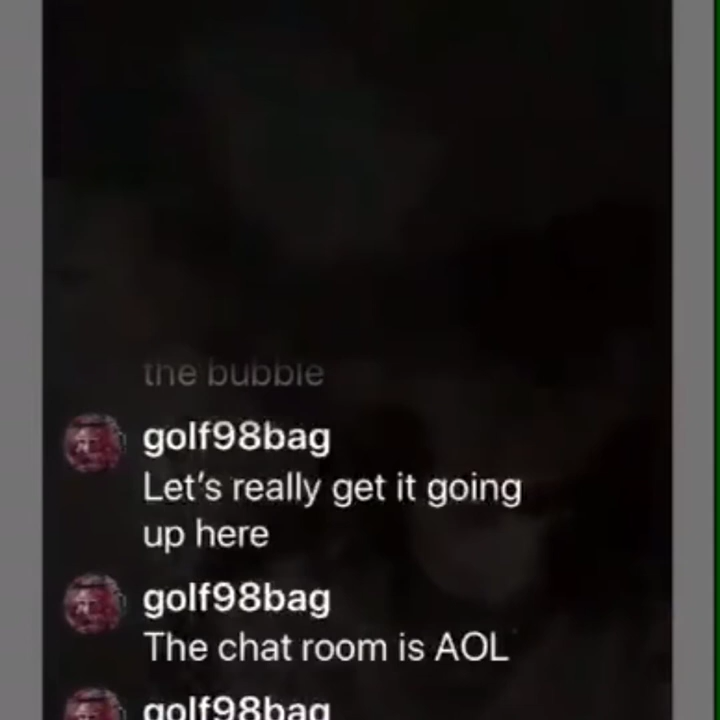 the bubble
golf98bag
Let's really get it going
up here
golf98bag
The chat room is AOL
golf98bag